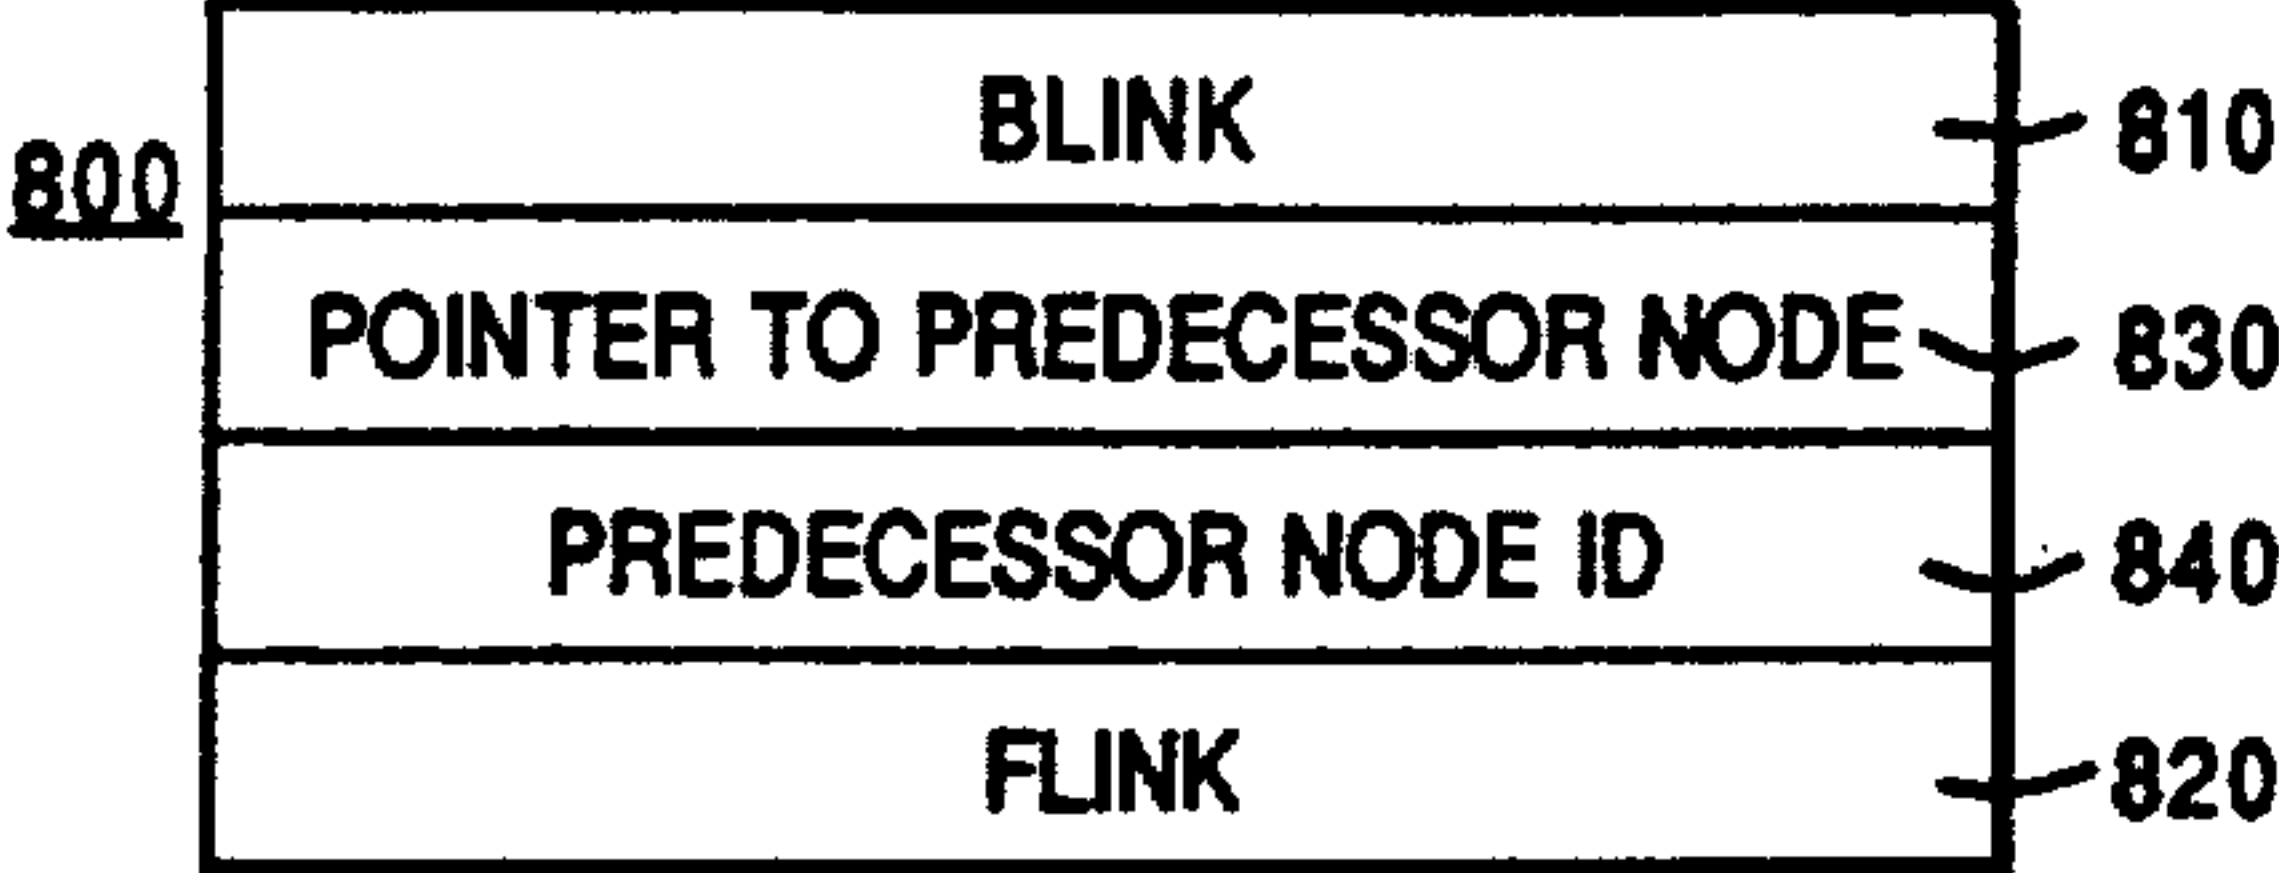 BLINK 810
800
POINTER TO PREDECESSOR NODE 830
PREDECESSOR NODE ID 840
FLINK 820